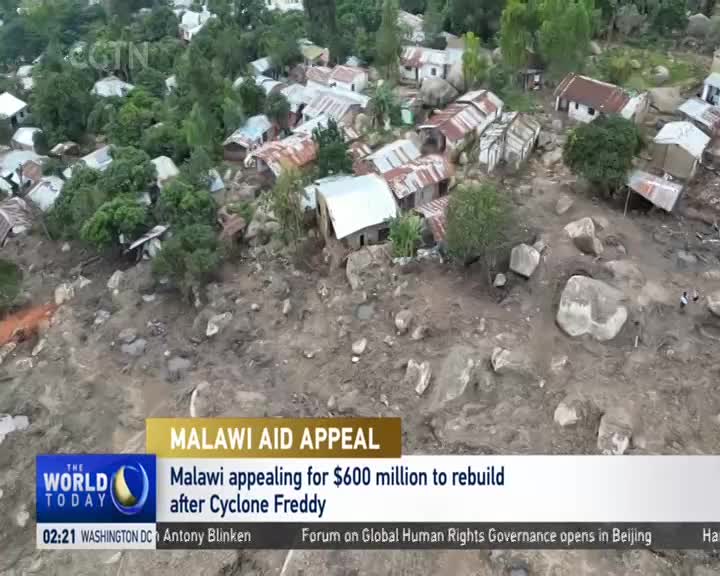 CGTN
MALAWI AID APPEAL
THE WORLD TODAY
Malawi appealing for $600 million to rebuild
after Cyclone Freddy
02:21 WASHINGTON DC
n Antony Blinken Forum on Global Human Rights Governance opens in Beijing Ha